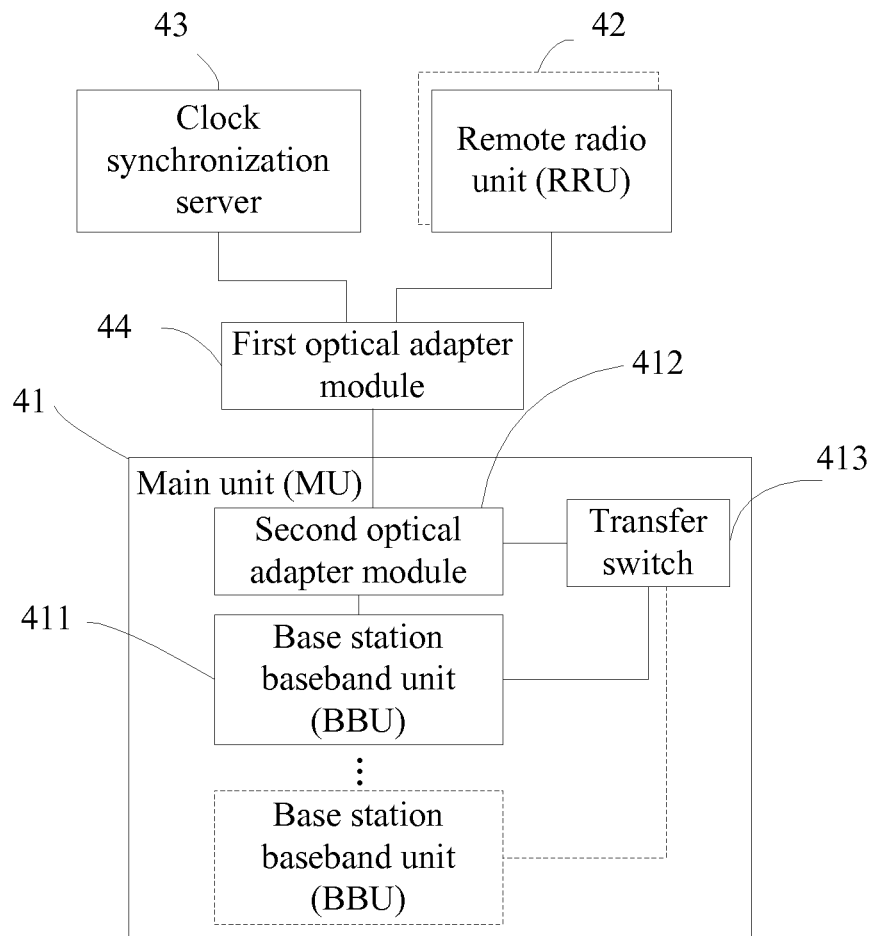 43
42
Clock
synchronization
server
Remote radio
unit (RRU)
44
First optical adapter
module
412
41
413
Main unit (MU)
Second optical
adapter module
Transfer
switch
411
Base station
baseband unit
(BBU)
Base station
baseband unit
(BBU)